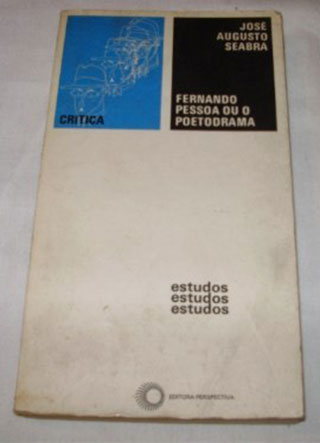 JOSÉ
AUGUSTO
SEABRA
CRÍTICA
FERNANDO
PESSOA OU O
POETODRAMA
estudos
estudos
estudos
EDITORA PERSPECTIVA